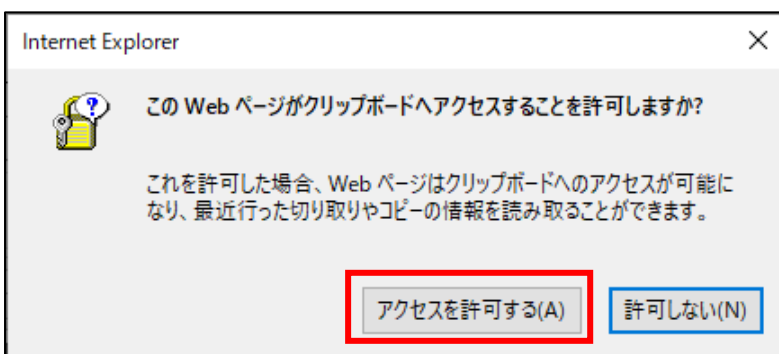 Internet Explorer
この Web ページがクリップボードへアクセスすることを許可しますか?
これを許可した場合、Web ページはクリップボードへのアクセスが可能に
なり、最近行った切り取りやコピーの情報を読み取ることができます。
アクセスを許可する(A) 許可しない(N)